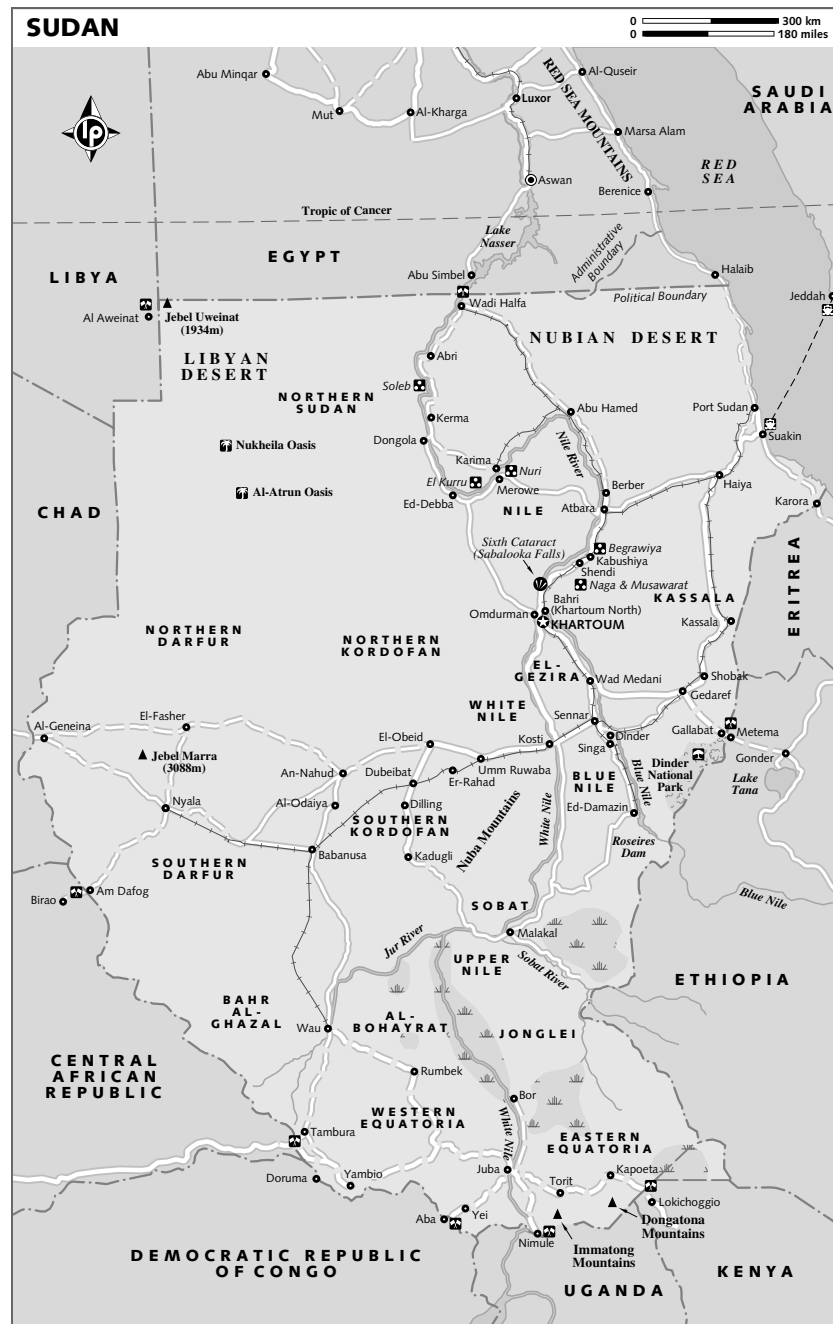 SUDAN
0 300 km
0 180 miles
Abu Minqar
Al-Quseir
SAUDI
ARABIA
RED SEA MOUNTAINS
Luxor
Mut
Al-Kharga
lp
Marsa Alam
RED
SEA
Aswan
Berenice
Tropic of Cancer
Lake
Nasser
Administrative
Boundary
EGYPT
LIBYA
Abu Simbel
Halaib
Political Boundary
Jeddah
Wadi Halfa
Al Aweinat
Jebel Uweinat
(1934m)
NUBIAN DESERT
LIBYAN
DESERT
Abri
Soleb
NORTHERN
SUDAN
Kerma
Abu Hamed
Port Sudan
Suakin
Dongola
Nukheila Oasis
Nile River
Karima
Nuri
El Kurru
Merowe
Haiya
Al-Atrun Oasis
Ed-Debba
Berber
Karora
NILE
Atbara
CHAD
Sixth Cataract
(Sabalooka Falls)
Begrawiya
Kabushiya
Shendi
Naga & Musawarat
ERITREA
KASSALA
Bahri
(Khartoum North)
Omdurman
KHARTOUM
Kassala
NORTHERN
DARFUR
NORTHERN
KORDOFAN
EL-
GEZIRA
Wad Medani
Shobak
Gedaref
WHITE
NILE
El-Fasher
Al-Geneina
Sennar
Gallabat
Metema
El-Obeid
Kosti
Dinder
Singa
Gonder
Jebel Marra
(3088m)
Umm Ruwaba
Er-Rahad
An-Nahud
Dubeibat
BLUE
NILE
Blue Nile
Dinder
National
Park
Lake
Tana
Nyala
Al-Odaiya
Dilling
Ed-Damazin
SOUTHERN
KORDOFAN
Nuba Mountains
White Nile
Roseires
Dam
Babanusa
Kadugli
SOUTHERN
DARFUR
Am Dafog
Birao
Blue Nile
SOBAT
Malakal
Jur River
UPPER
NILE
Sobat River
ETHIOPIA
BAHR
AL-
GHAZAL
AL-
BOHAYRAT
JONGLEI
Wau
CENTRAL
AFRICAN
REPUBLIC
Rumbek
Bor
WESTERN
EQUATORIA
White Nile
Tambura
EASTERN
EQUATORIA
Juba
Kapoeta
Doruma
Yambio
Torit
Lokichoggio
Aba
Yei
Dongatona
Mountains
Nimule
Immatong
Mountains
DEMOCRATIC REPUBLIC
OF CONGO
UGANDA
KENYA